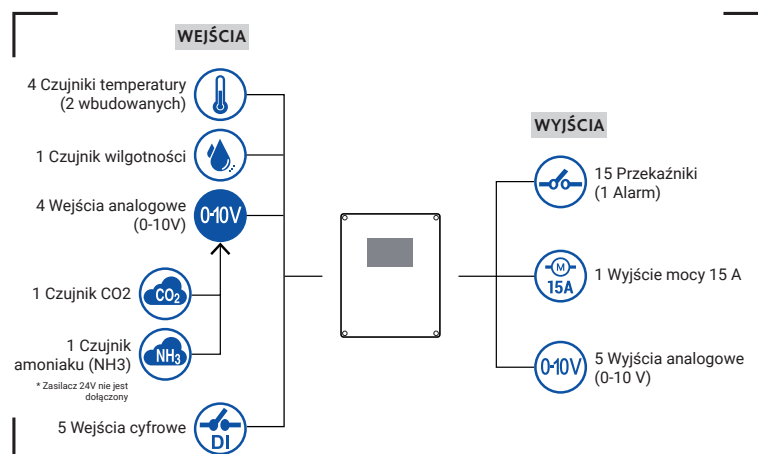 WEJŚCIA
4 Czujniki temperatury
(2 wbudowanych)
1 Czujnik wilgotności
4 Wejścia analogowe
(0-10V)
0-10V
1 Czujnik CO2
CO₂
1 Czujnik
amoniaku (NH3)
NH₃
* Zasilacz 24V nie jest
dołączony
5 Wejścia cyfrowe
DI
WYJŚCIA
15 Przekaźniki
(1 Alarm)
M
15A
1 Wyjście mocy 15 A
0-10V
5 Wyjścia analogowe
(0-10 V)